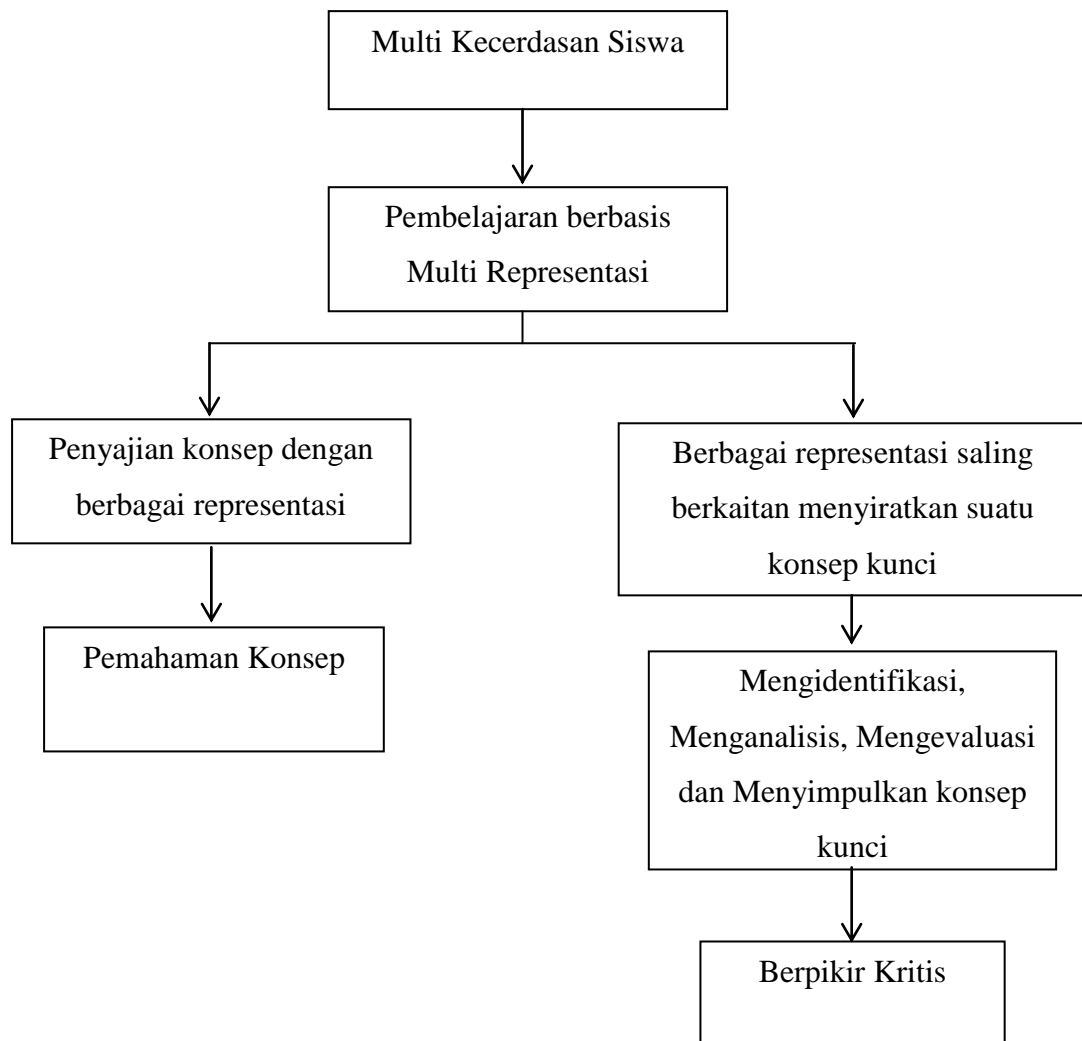 Multi Kecerdasan Siswa
Pembelajaran berbasis
Multi Representasi
Penyajian konsep dengan
berbagai representasi
Pemahaman Konsep
Berbagai representasi saling
berkaitan menyiratkan suatu
konsep kunci
Mengidentifikasi,
Menganalisis, Mengevaluasi
dan Menyimpulkan konsep
kunci
Berpikir Kritis